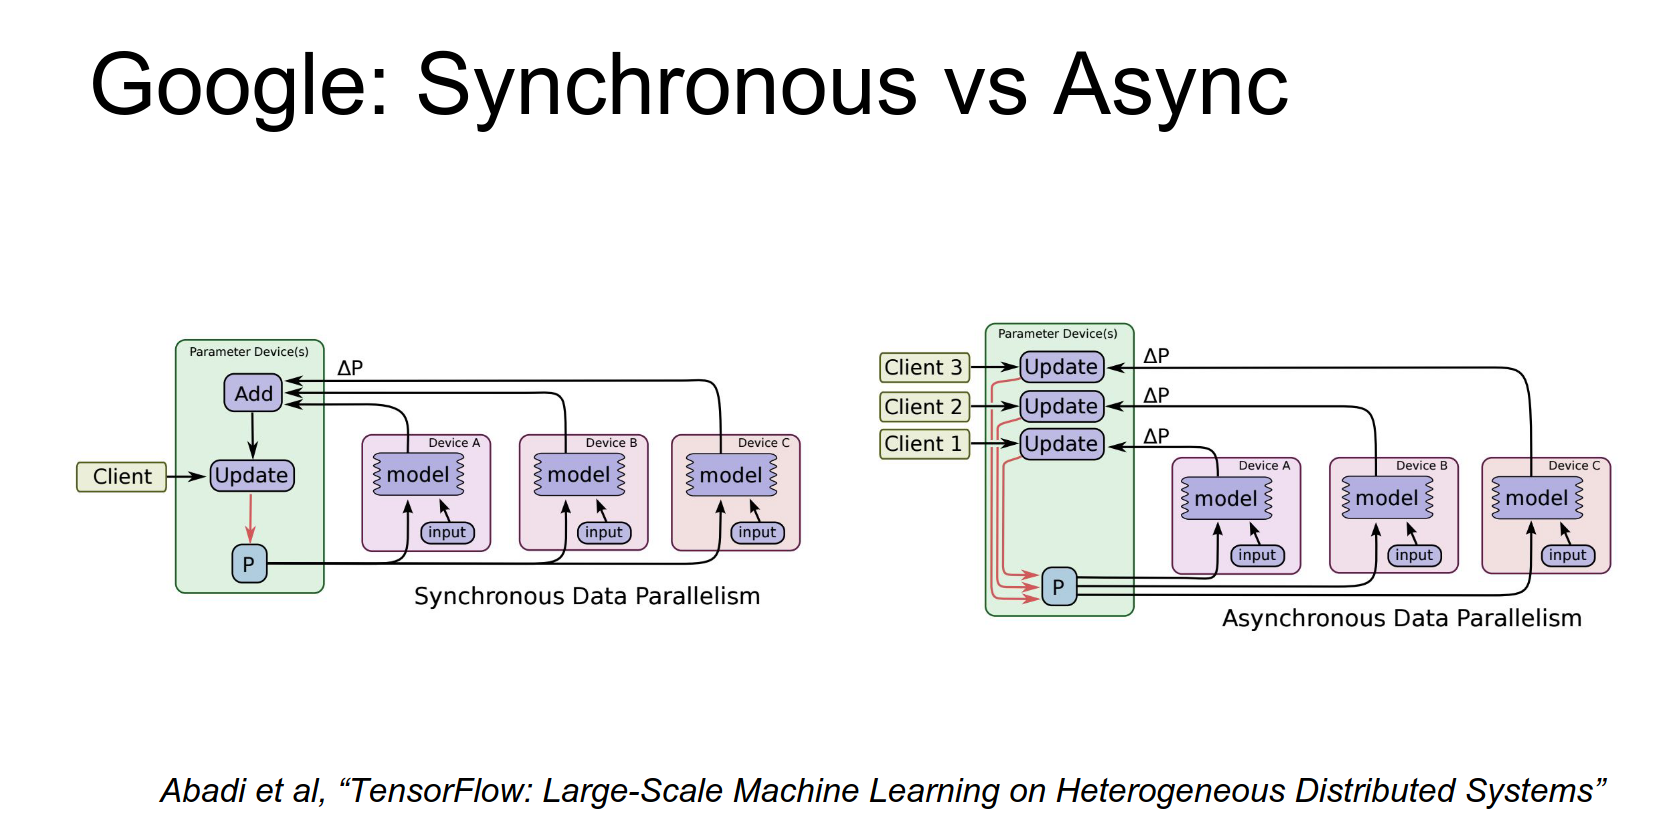 Google: Synchronous vs Async
Parameter Device(s)
Add
ΔP
Client
Update
P
Device A
model
input
Device B
model
input
Device C
model
input
Synchronous Data Parallelism
Parameter Device(s)
Client 3
Update
ΔP
Client 2
Update
ΔP
Client 1
Update
ΔP
P
Device A
model
input
Device B
model
input
Device C
model
input
Asynchronous Data Parallelism
Abadi et al, “TensorFlow: Large-Scale Machine Learning on Heterogeneous Distributed Systems”